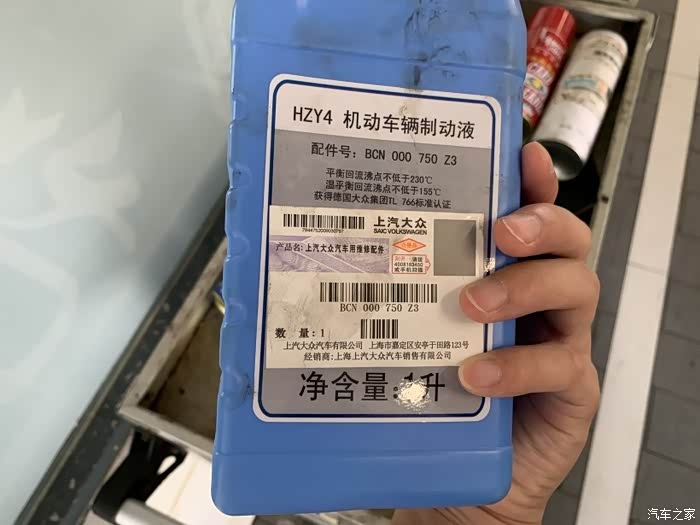 HZY4 机动车辆制动液
配件号：BCN 000 750 Z3
平衡回流沸点不低于230℃
湿平衡回流沸点不低于155℃
获得德国大众集团TL 766标准认证
上汽大众
SAIC VOLKSWAGEN
产品名：上汽大众汽车用维修配件
4008193450
BCN 000 750 Z3
数 量：1
上汽大众汽车有限公司 上海市嘉定区安亭于田路123号
经销商：上海上汽大众汽车销售有限公司
净含量：1升
汽车之家